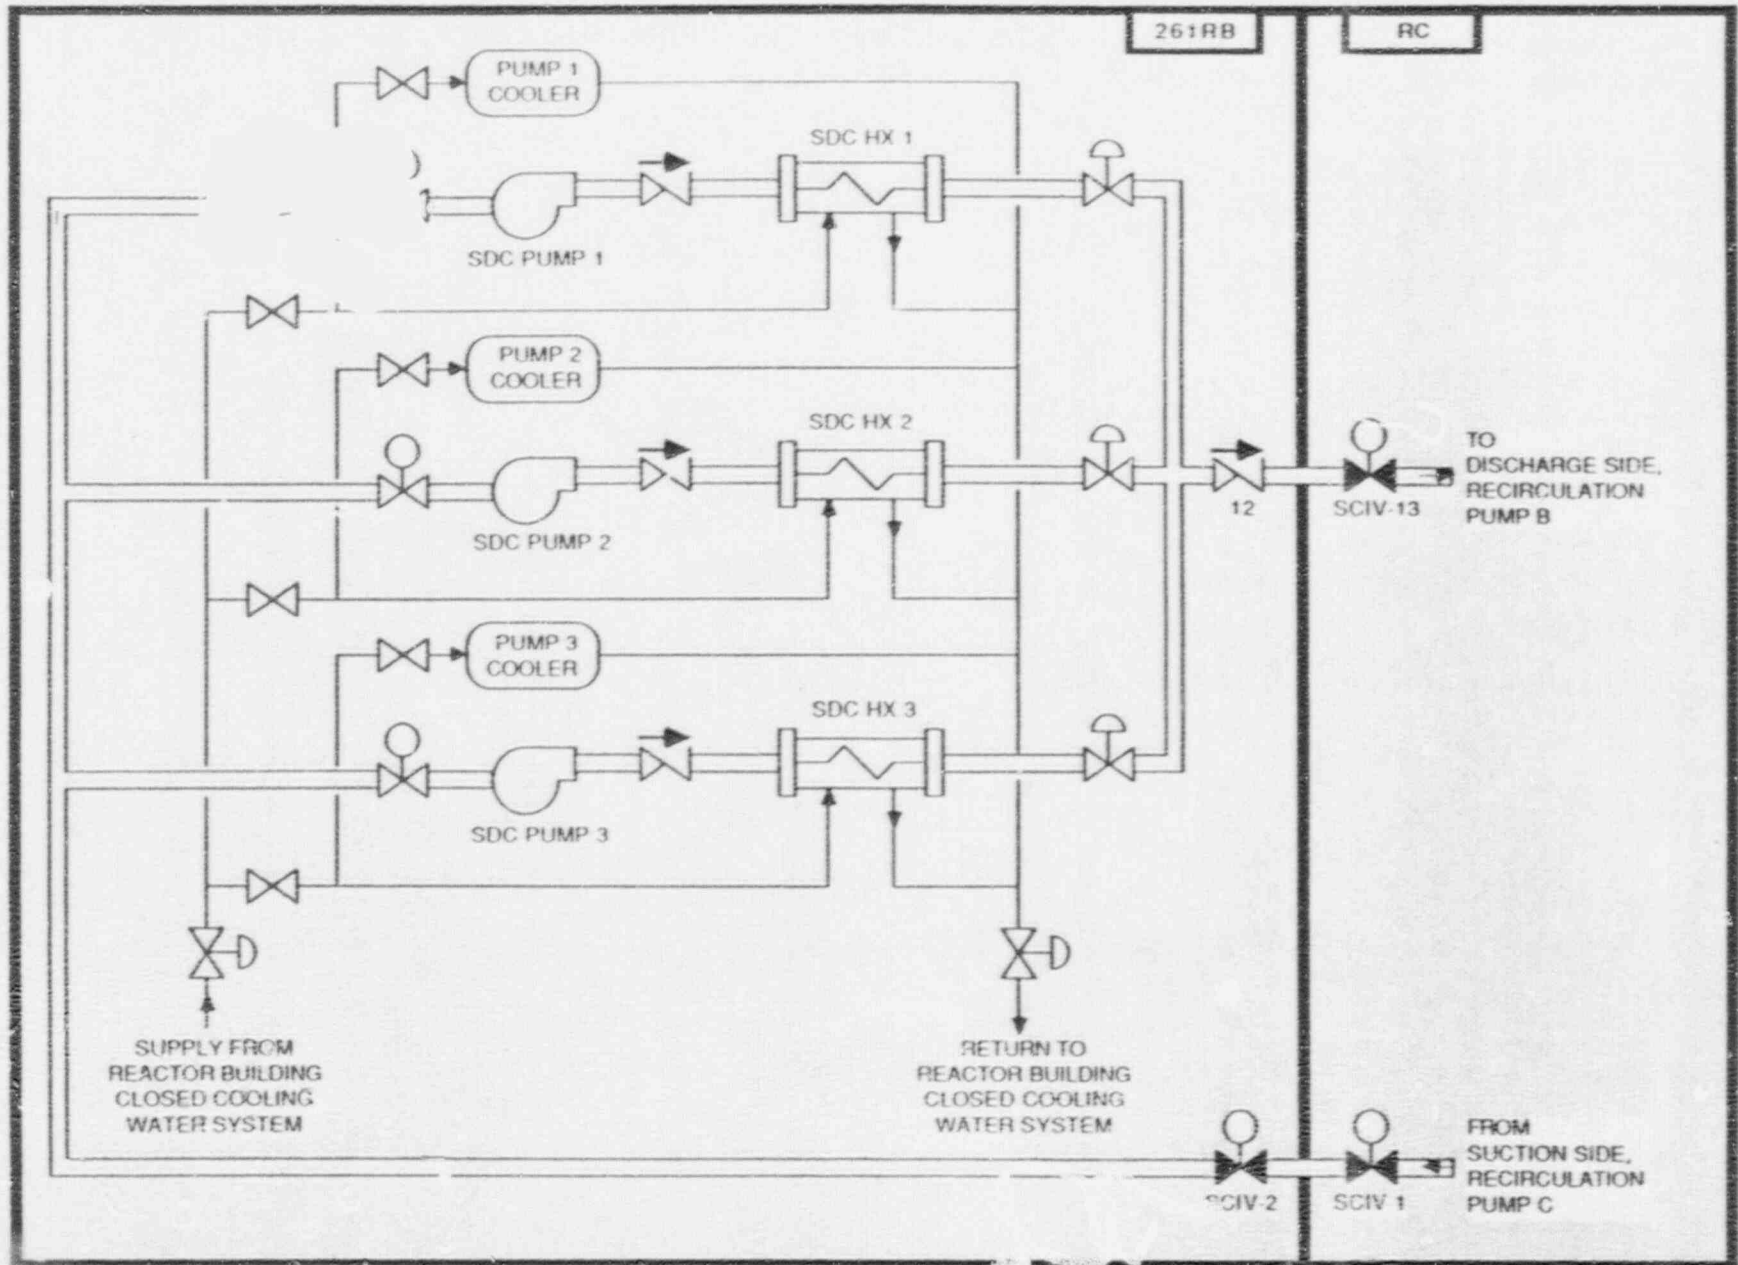 261RB
RC
PUMP 1
COOLER
SDC HX 1
SDC PUMP 1
PUMP 2
COOLER
SDC HX 2
SDC PUMP 2
12
SCIV-13
TO
DISCHARGE SIDE,
RECIRCULATION
PUMP B
PUMP 3
COOLER
SDC HX 3
SDC PUMP 3
SUPPLY FROM
REACTOR BUILDING
CLOSED COOLING
WATER SYSTEM
RETURN TO
REACTOR BUILDING
CLOSED COOLING
WATER SYSTEM
SCIV-2
SCIV 1
FROM
SUCTION SIDE,
RECIRCULATION
PUMP C